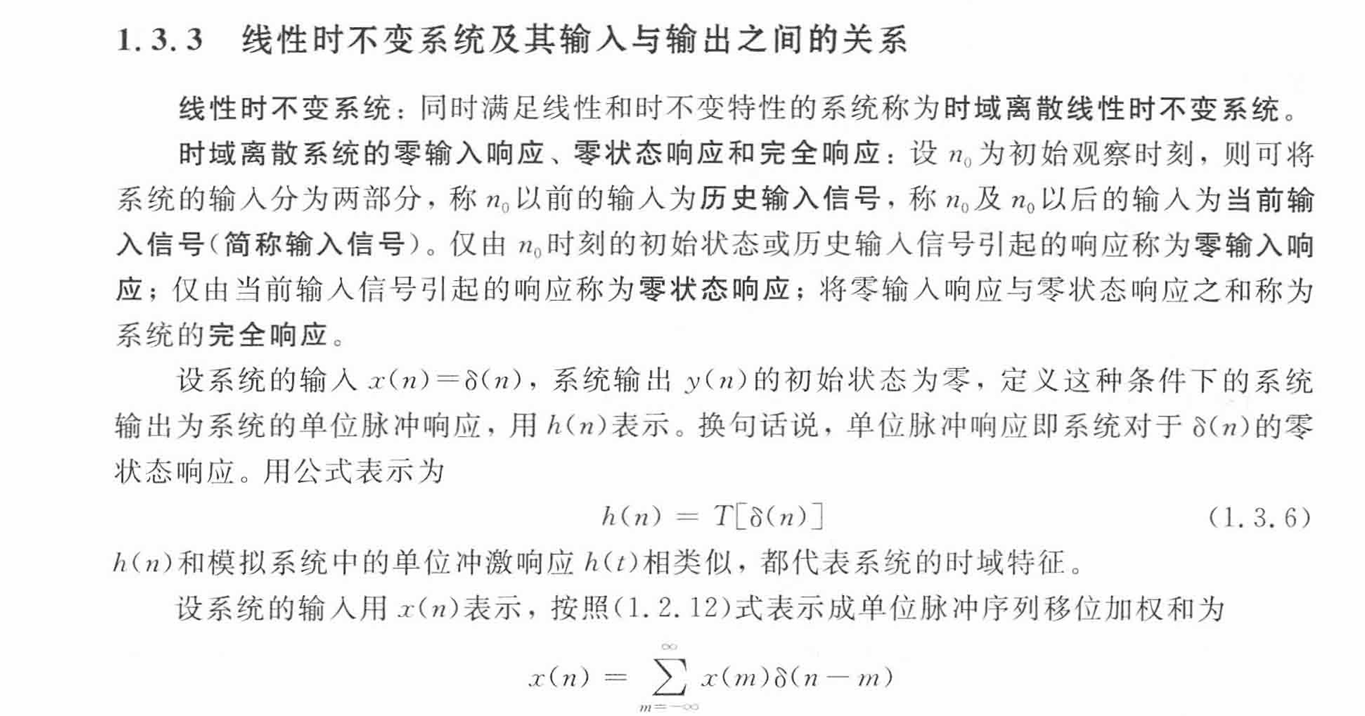 1.3.3 线性时不变系统及其输入与输出之间的关系
线性时不变系统：同时满足线性和时不变特性的系统称为时域离散线性时不变系统。
时域离散系统的零输入响应、零状态响应和完全响应：设 n₀为初始观察时刻，则可将
系统的输入分为两部分，称 n₀以前的输入为历史输入信号，称 n₀及 n₀以后的输入为当前输
入信号(简称输入信号)。仅由 n₀时刻的初始状态或历史输入信号引起的响应称为零输入响
应；仅由当前输入信号引起的响应称为零状态响应；将零输入响应与零状态响应之和称为
系统的完全响应。
设系统的输入 x(n)=δ(n)，系统输出 y(n)的初始状态为零，定义这种条件下的系统
输出为系统的单位脉冲响应，用 h(n)表示。换句话说，单位脉冲响应即系统对于 δ(n)的零
状态响应。用公式表示为
h(n) = T[δ(n)] (1.3.6)
h(n)和模拟系统中的单位冲激响应 h(t)相类似，都代表系统的时域特征。
设系统的输入用 x(n)表示，按照(1.2.12)式表示成单位脉冲序列移位加权和为
x(n) = ∑_{m=-∞}^{∞} x(m)δ(n-m)